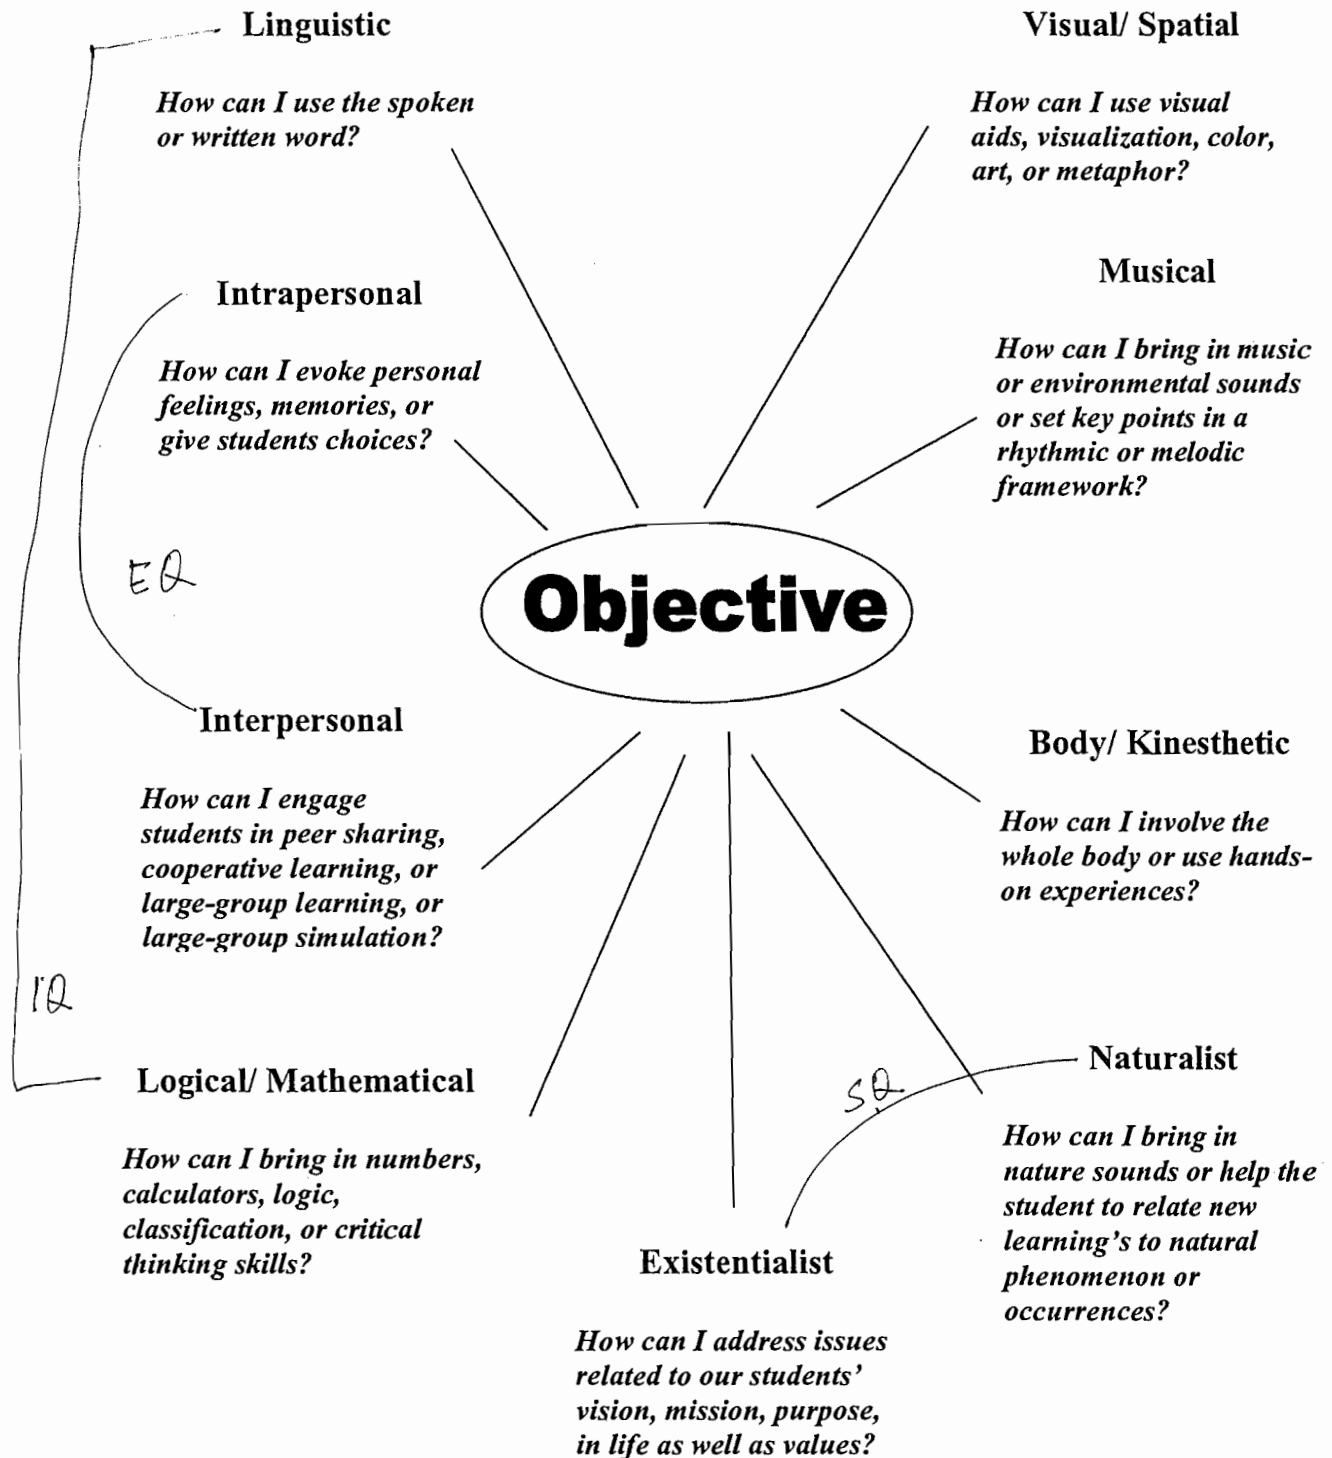 Linguistic
How can I use the spoken
or written word?
Visual/ Spatial
How can I use visual
aids, visualization, color,
art, or metaphor?
Intrapersonal
How can I evoke personal
feelings, memories, or
give students choices?
Musical
How can I bring in music
or environmental sounds
or set key points in a
rhythmic or melodic
framework?
EQ
Objective
Interpersonal
How can I engage
students in peer sharing,
cooperative learning, or
large-group learning, or
large-group simulation?
Body/ Kinesthetic
How can I involve the
whole body or use hands-
on experiences?
IQ
Logical/ Mathematical
How can I bring in numbers,
calculators, logic,
classification, or critical
thinking skills?
SQ
Naturalist
How can I bring in
nature sounds or help the
student to relate new
learning's to natural
phenomenon or
occurrences?
Existentialist
How can I address issues
related to our students’
vision, mission, purpose,
in life as well as values?